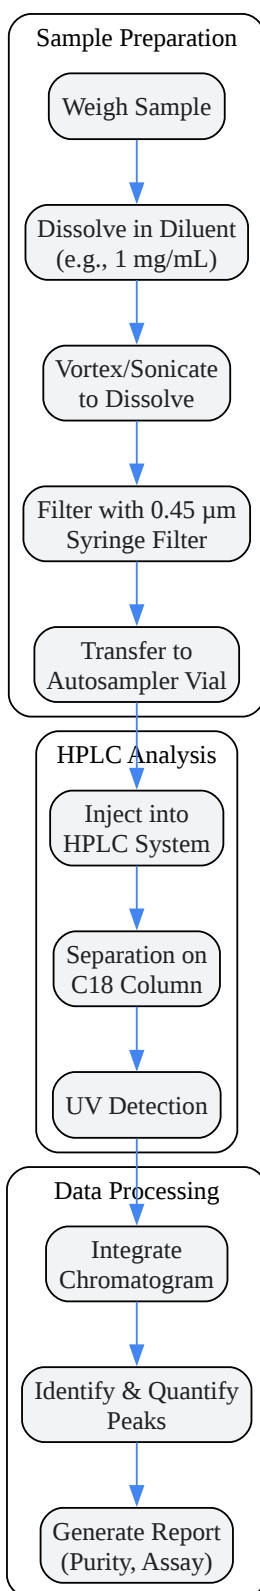 Sample Preparation
Weigh Sample
Dissolve in Diluent
(e.g., 1 mg/mL)
Vortex/Sonicate
to Dissolve
Filter with 0.45 µm
Syringe Filter
Transfer to
Autosampler Vial
HPLC Analysis
Inject into
HPLC System
Separation on
C18 Column
UV Detection
Data Processing
Integrate
Chromatogram
Identify & Quantify
Peaks
Generate Report
(Purity, Assay)